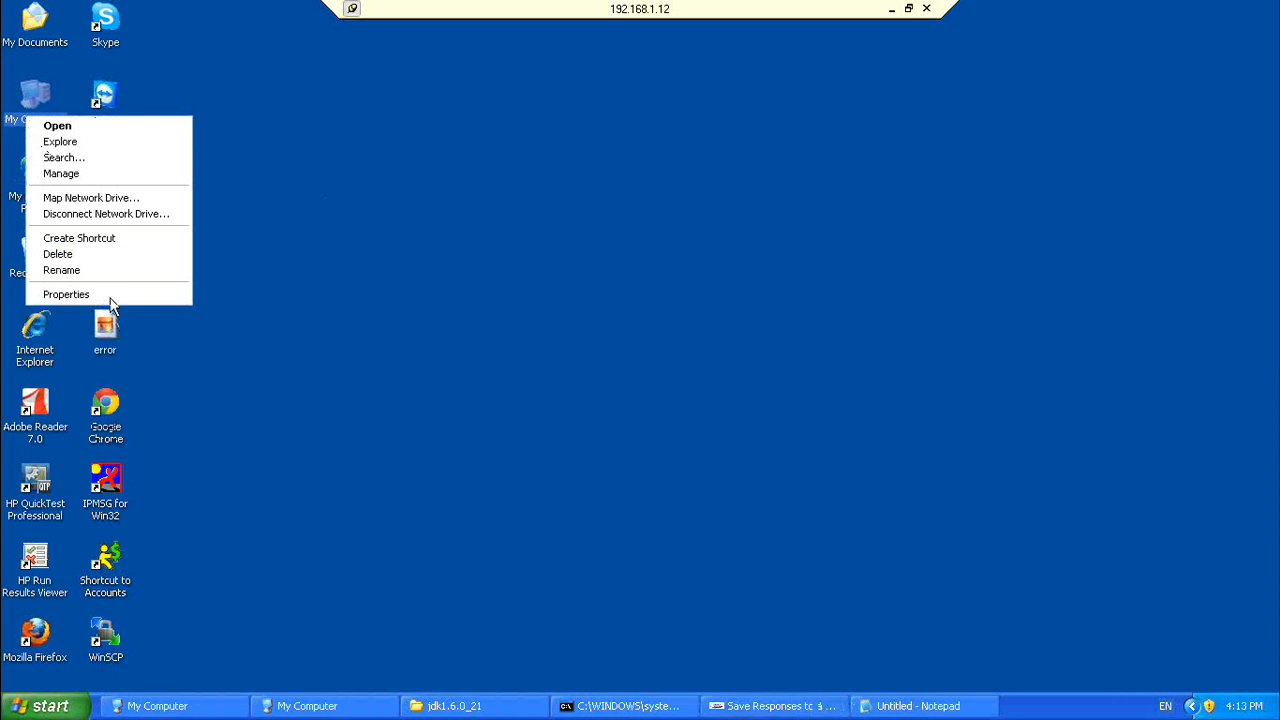 192.168.1.12
My Documents
Skype
My C
Open
Explore
Search...
Manage
Map Network Drive...
Disconnect Network Drive...
Create Shortcut
Delete
Rename
Properties
My
Rec
Internet
Explorer
error
Adobe Reader
7.0
Google
Chrome
HP QuickTest
Professional
IPMSG for
Win32
HP Run
Results Viewer
Shortcut to
Accounts
Mozilla Firefox
WinSCP
start
My Computer
My Computer
jdk1.6.0_21
C:\WINDOWS\syste...
Save Responses to ...
Untitled - Notepad
EN
4:13 PM